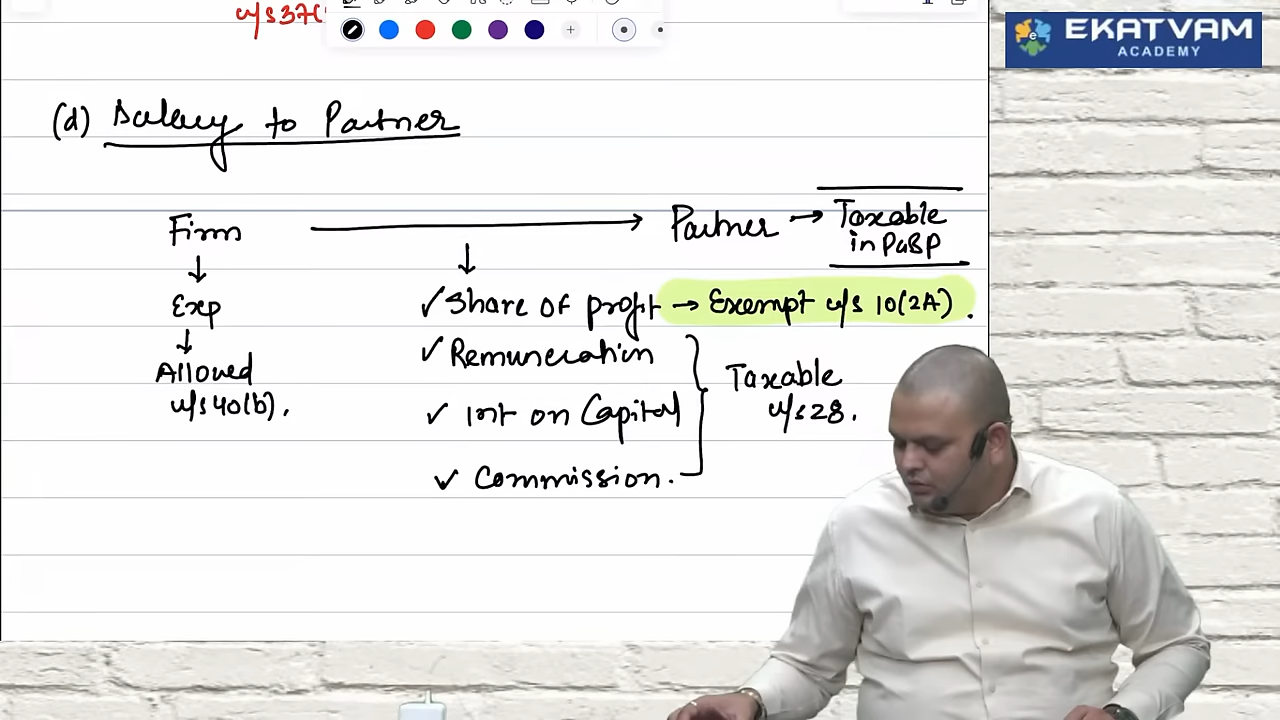 u/s 37(
EKATVAM
ACADEMY
(d) Salary to Partner
Firm → Partner → Taxable
in PGBP
↓ ↓
Exp ✓ Share of profit → Exempt u/s 10(2A).
↓ ✓ Remuneration
Allowed Taxable
u/s 40(b). ✓ Int on Capital u/s 28.
✓ Commission.